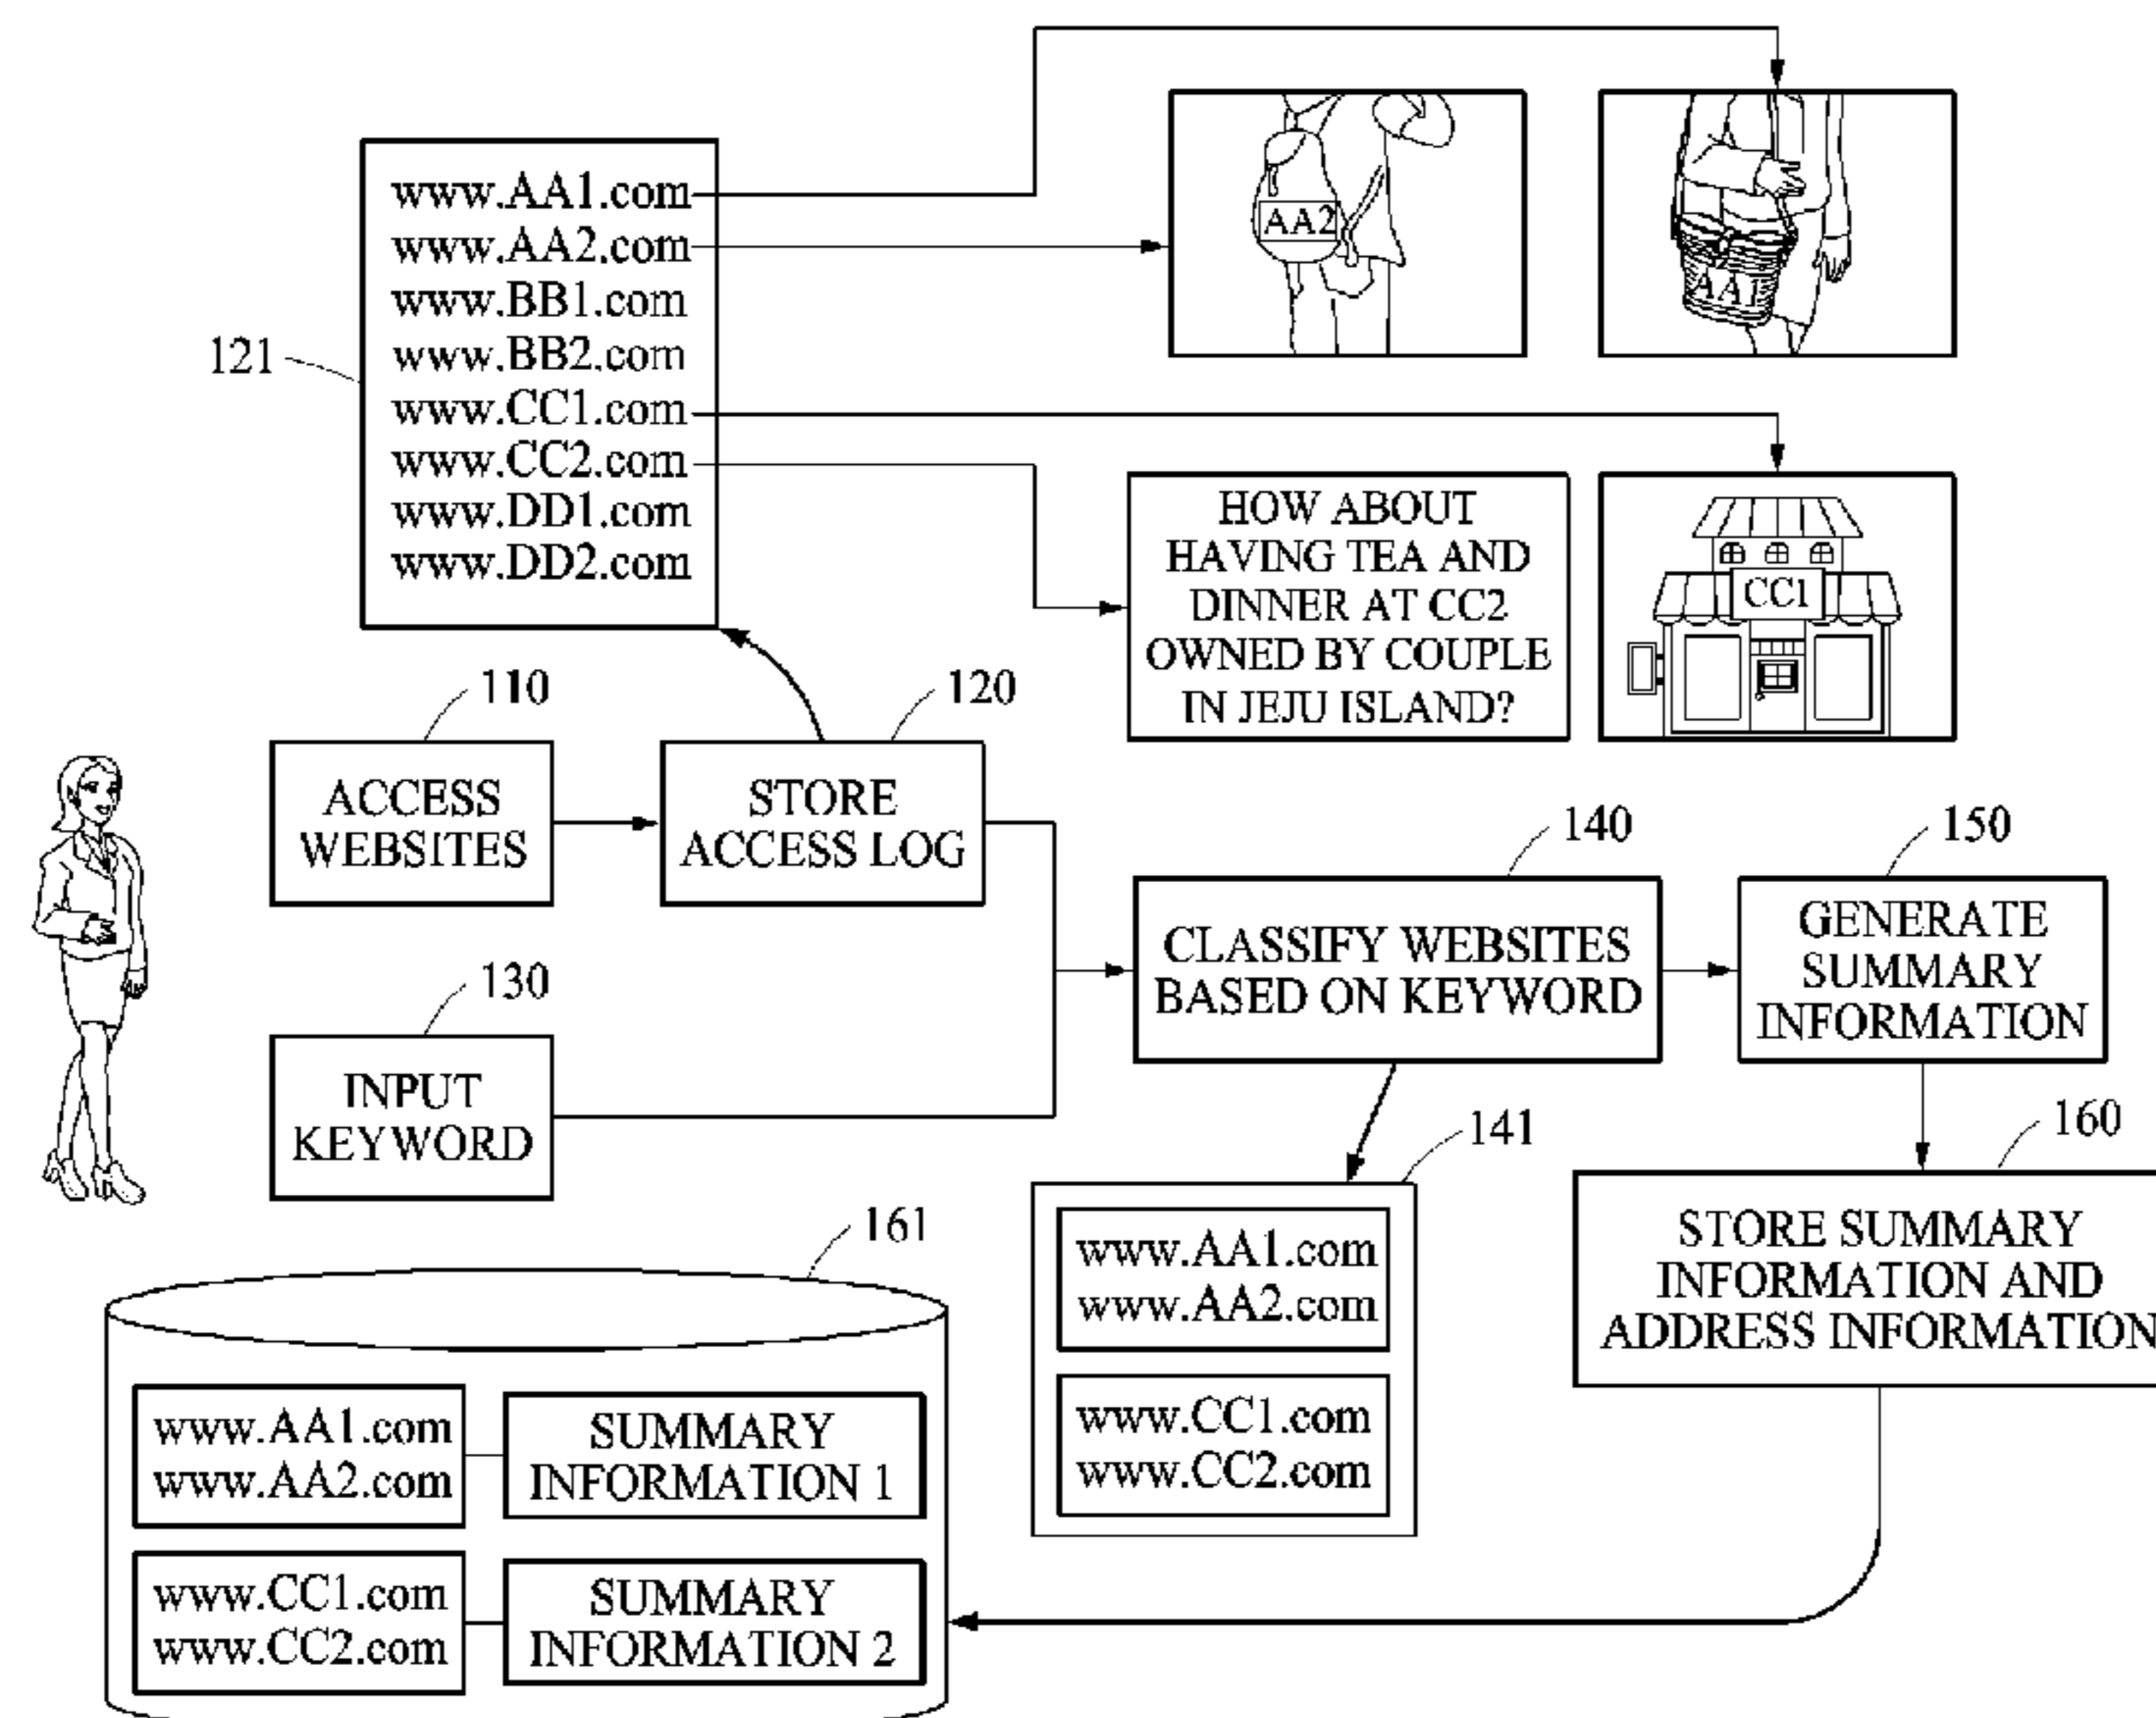 www.AA1.com
www.AA2.com
www.BB1.com
www.BB2.com
www.CC1.com
www.CC2.com
www.DD1.com
www.DD2.com
121
AA2
AA1
HOW ABOUT
HAVING TEA AND
DINNER AT CC2
OWNED BY COUPLE
IN JEJU ISLAND?
CC1
110
ACCESS
WEBSITES
120
STORE
ACCESS LOG
130
INPUT
KEYWORD
140
CLASSIFY WEBSITES
BASED ON KEYWORD
150
GENERATE
SUMMARY
INFORMATION
141
www.AA1.com
www.AA2.com
www.CC1.com
www.CC2.com
160
STORE SUMMARY
INFORMATION AND
ADDRESS INFORMATION
161
www.AA1.com
www.AA2.com
SUMMARY
INFORMATION 1
www.CC1.com
www.CC2.com
SUMMARY
INFORMATION 2